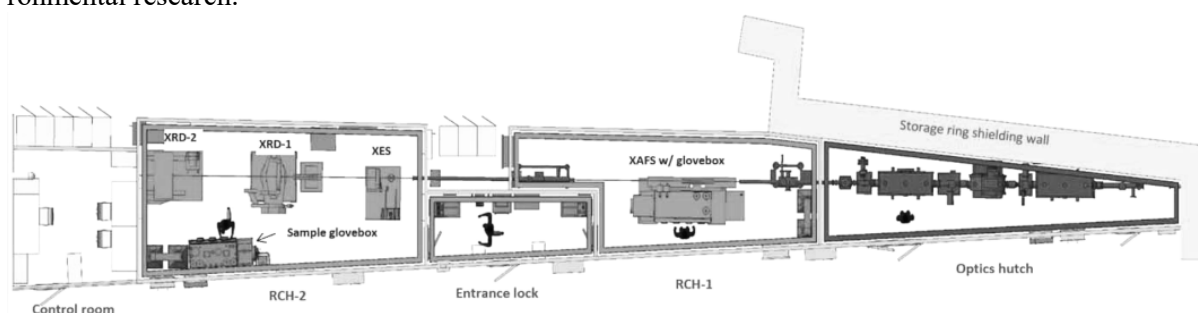 ronmental research.
Storage ring shielding wall
XRD-2
XRD-1
XES
XAFS w/ glovebox
Sample glovebox
Optics hutch
RCH-1
Entrance lock
RCH-2
Control room